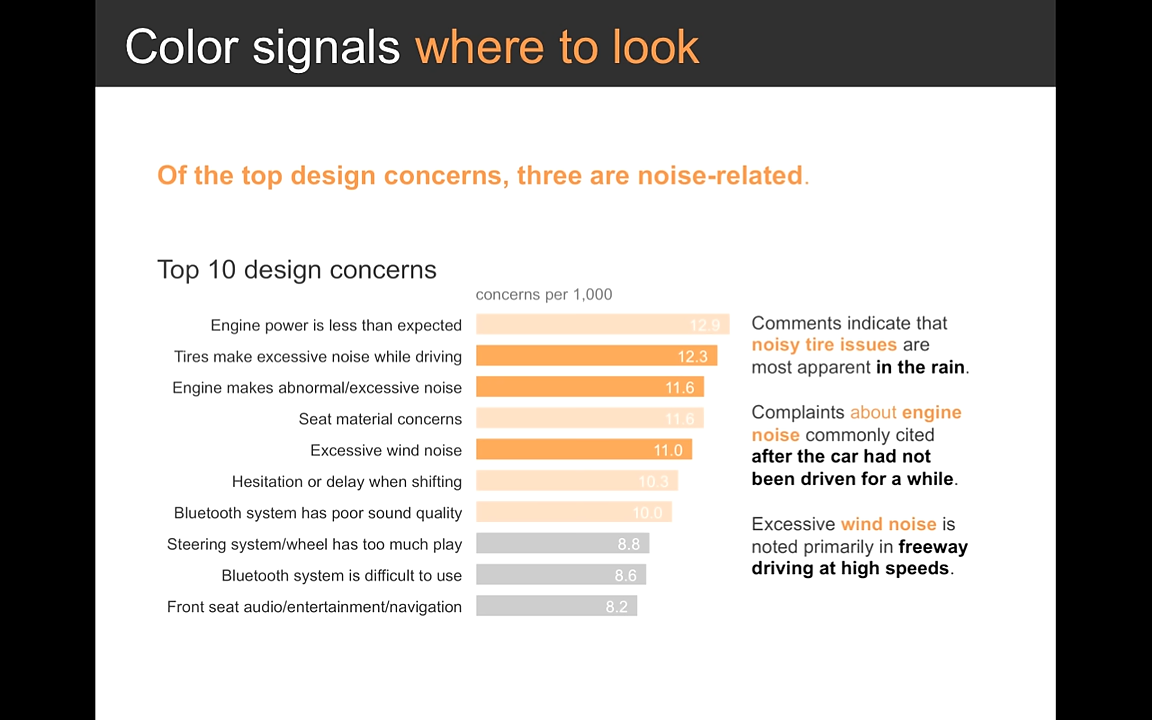 Color signals where to look
Of the top design concerns, three are noise-related.
Top 10 design concerns
concerns per 1,000
Engine power is less than expected 12.9
Tires make excessive noise while driving 12.3
Engine makes abnormal/excessive noise 11.6
Seat material concerns 11.6
Excessive wind noise 11.0
Hesitation or delay when shifting 10.3
Bluetooth system has poor sound quality 10.0
Steering system/wheel has too much play 8.8
Bluetooth system is difficult to use 8.6
Front seat audio/entertainment/navigation 8.2
Comments indicate that
noisy tire issues are
most apparent in the rain.
Complaints about engine
noise commonly cited
after the car had not
been driven for a while.
Excessive wind noise is
noted primarily in freeway
driving at high speeds.